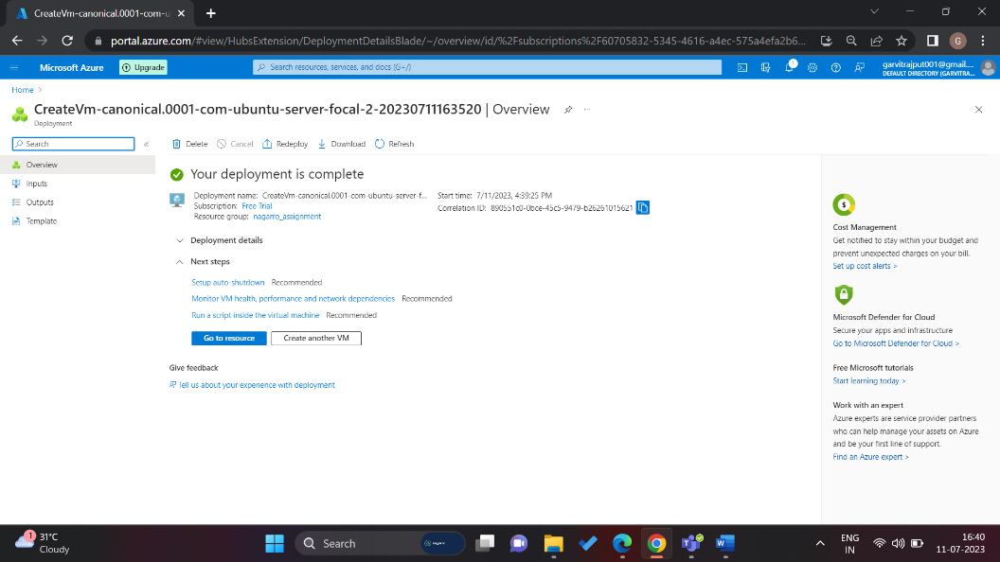 CreateVm-canonical.0001-com-u
portal.azure.com/#view/HubsExtension/DeploymentDetailsBlade/~/overview/id/%2Fsubscriptions%2F60705832-5345-4616-a4ec-575a4efa2b6...
G
Microsoft Azure
Upgrade
Search resources, services, and docs (G+/)
1
garvitrajput001@gmail....
DEFAULT DIRECTORY (GARVITRA...
Home >
CreateVm-canonical.0001-com-ubuntu-server-focal-2-20230711163520 | Overview
...
Deployment
Search
«
Delete
Cancel
Redeploy
Download
Refresh
Overview
Inputs
Outputs
Template
Your deployment is complete
Deployment name: CreateVm-canonical.0001-com-ubuntu-server-f...
Subscription: Free Trial
Resource group: nagarro_assignment
Start time: 7/11/2023, 4:39:25 PM
Correlation ID: 890551c0-0bce-45c5-9479-b26261015621
Deployment details
Next steps
Setup auto-shutdown Recommended
Monitor VM health, performance and network dependencies Recommended
Run a script inside the virtual machine Recommended
Go to resource
Create another VM
Give feedback
Tell us about your experience with deployment
$
Cost Management
Get notified to stay within your budget and
prevent unexpected charges on your bill.
Set up cost alerts >
Microsoft Defender for Cloud
Secure your apps and infrastructure
Go to Microsoft Defender for Cloud >
Free Microsoft tutorials
Start learning today >
Work with an expert
Azure experts are service provider partners
who can help manage your assets on Azure
and be your first line of support.
Find an Azure expert >
1
31°C
Cloudy
Search
nagarro
T
W
ENG
IN
16:40
11-07-2023